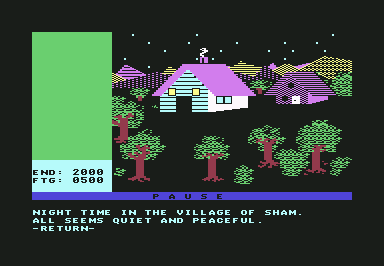 END: 2000
FTG: 0500
PAUSE
NIGHT TIME IN THE VILLAGE OF SHAM.
ALL SEEMS QUIET AND PEACEFUL.
-RETURN-